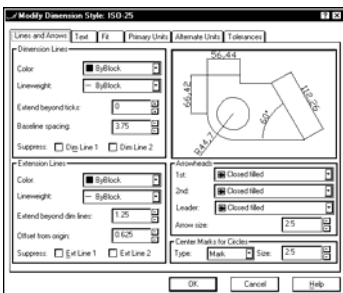 Modify Dimension Style: ISO-25
Lines and Arrows Text Fit Primary Units Alternate Units Tolerances
Dimension Lines
Color: ByBlock
Lineweight: ByBlock
Extend beyond ticks: 0
Baseline spacing: 3.75
Suppress: Dim Line 1 Dim Line 2
56,44
66,42
112,26
60°
R44,7
Extension Lines
Color: ByBlock
Lineweight: ByBlock
Extend beyond dim lines: 1.25
Offset from origin: 0.625
Suppress: Ext Line 1 Ext Line 2
Arrowheads
1st: Closed filled
2nd: Closed filled
Leader: Closed filled
Arrow size: 2.5
Center Marks for Circles
Type: Mark Size: 2.5
OK Cancel Help